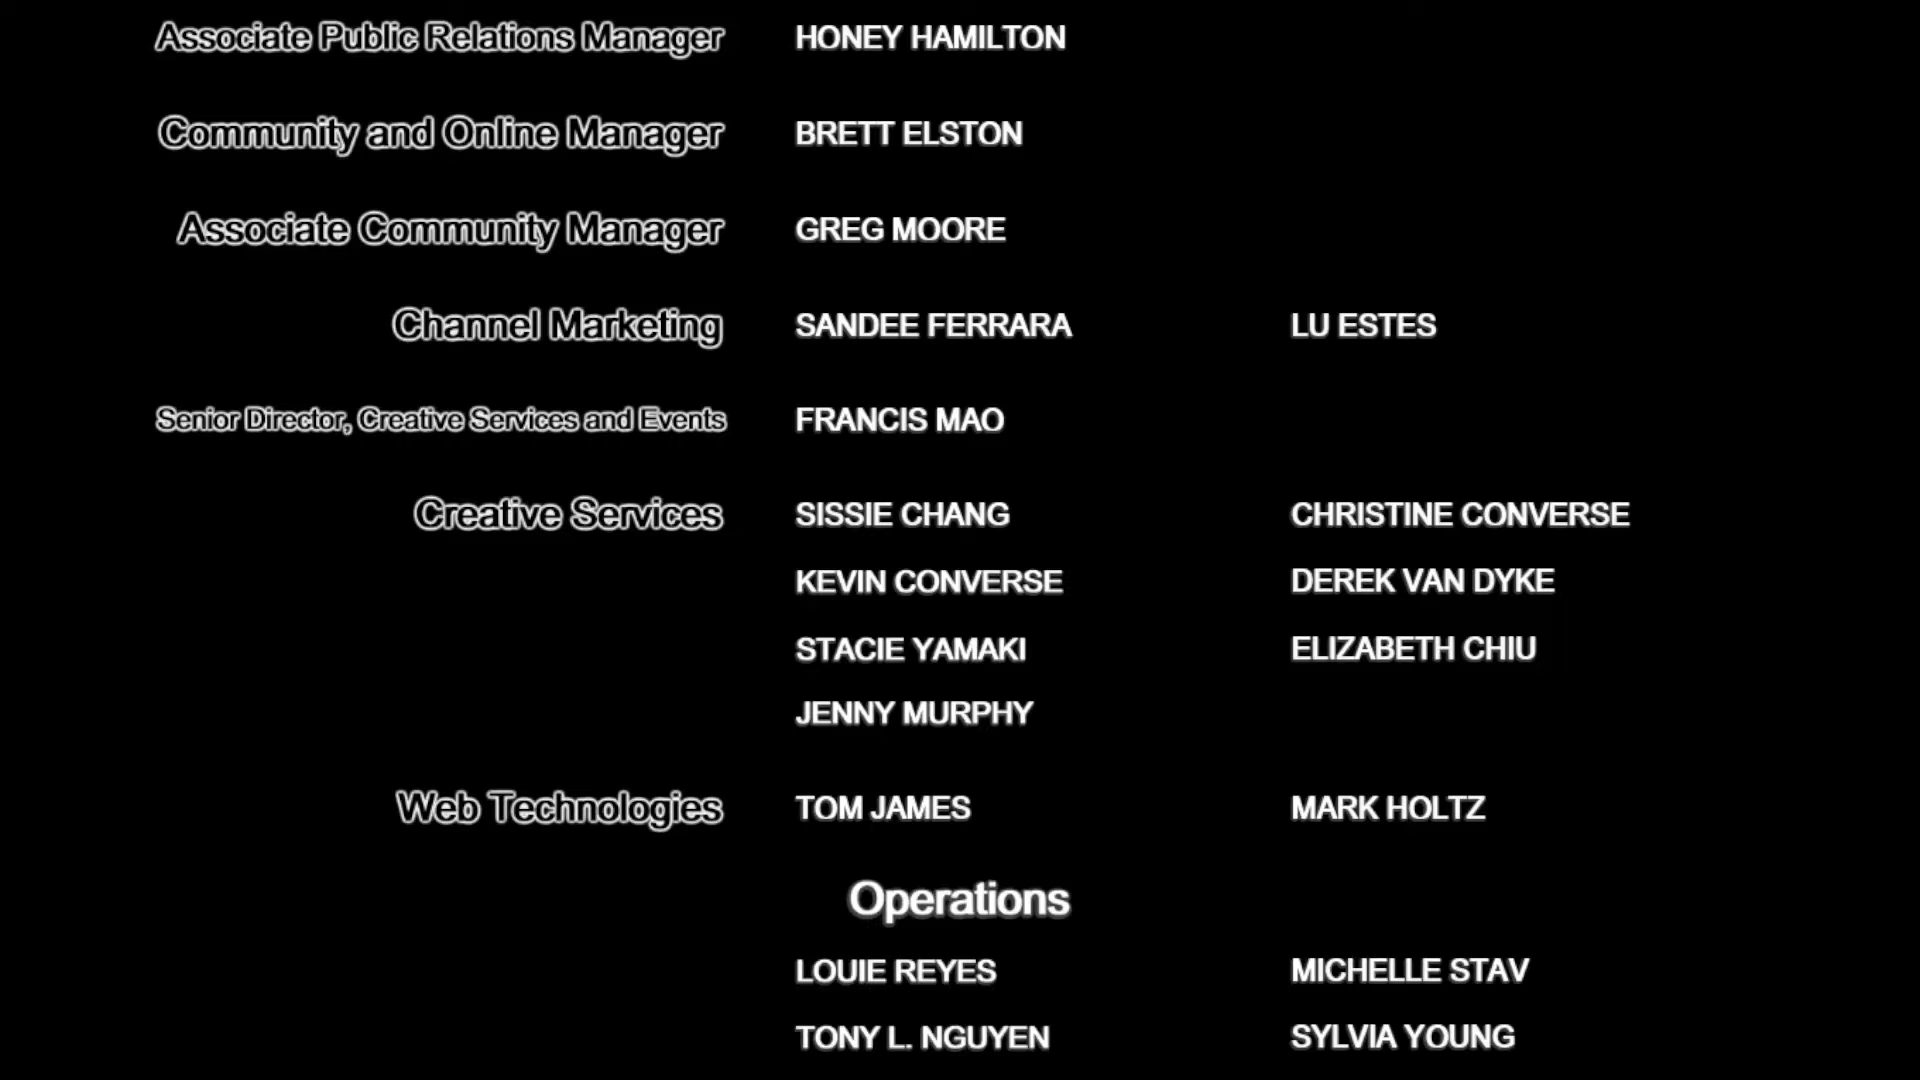 Associate Public Relations Manager HONEY HAMILTON
Community and Online Manager BRETT ELSTON
Associate Community Manager GREG MOORE
Channel Marketing SANDEE FERRARA LU ESTES
Senior Director, Creative Services and Events FRANCIS MAO
Creative Services SISSIE CHANG CHRISTINE CONVERSE
KEVIN CONVERSE DEREK VAN DYKE
STACIE YAMAKI ELIZABETH CHIU
JENNY MURPHY
Web Technologies TOM JAMES MARK HOLTZ
Operations
LOUIE REYES MICHELLE STAV
TONY L. NGUYEN SYLVIA YOUNG